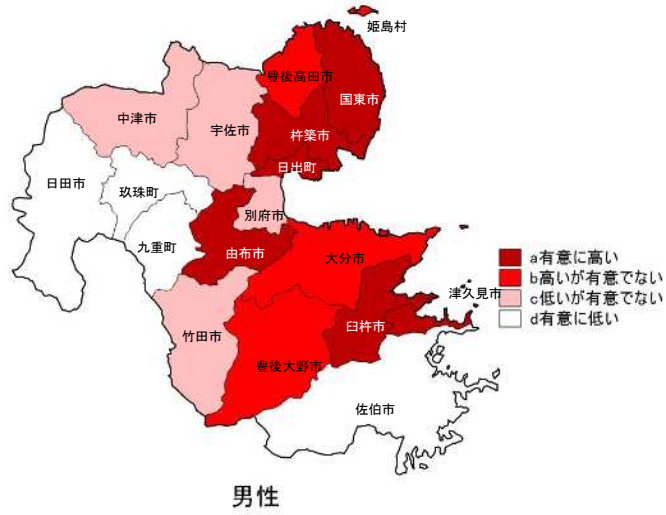 姫島村
豊後高田市
国東市
中津市
宇佐市
杵築市
日出町
日田市
玖珠町
別府市
九重町
由布市
大分市
a有意に高い
b高いが有意でない
c低いが有意でない
d有意に低い
津久見市
臼杵市
竹田市
豊後大野市
佐伯市
男性